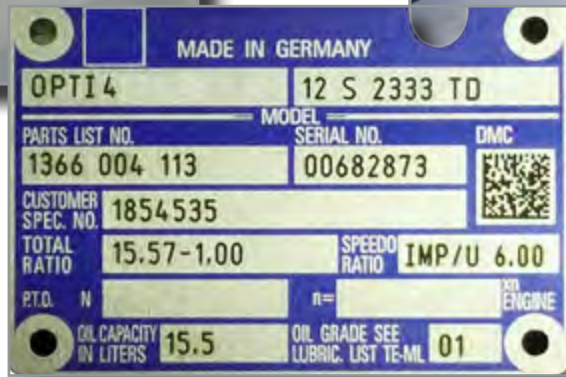 MADE IN GERMANY
OPTI4 12 S 2333 TD
MODEL
PARTS LIST NO. SERIAL NO. DMC
1366 004 113 00682873
CUSTOMER SPEC. NO. 1854535
TOTAL RATIO 15.57-1.00 SPEEDO RATIO IMP/U 6.00
P.T.O. N n= xn ENGINE
OIL CAPACITY IN LITERS 15.5 OIL GRADE SEE LUBRIC. LIST TE-ML 01